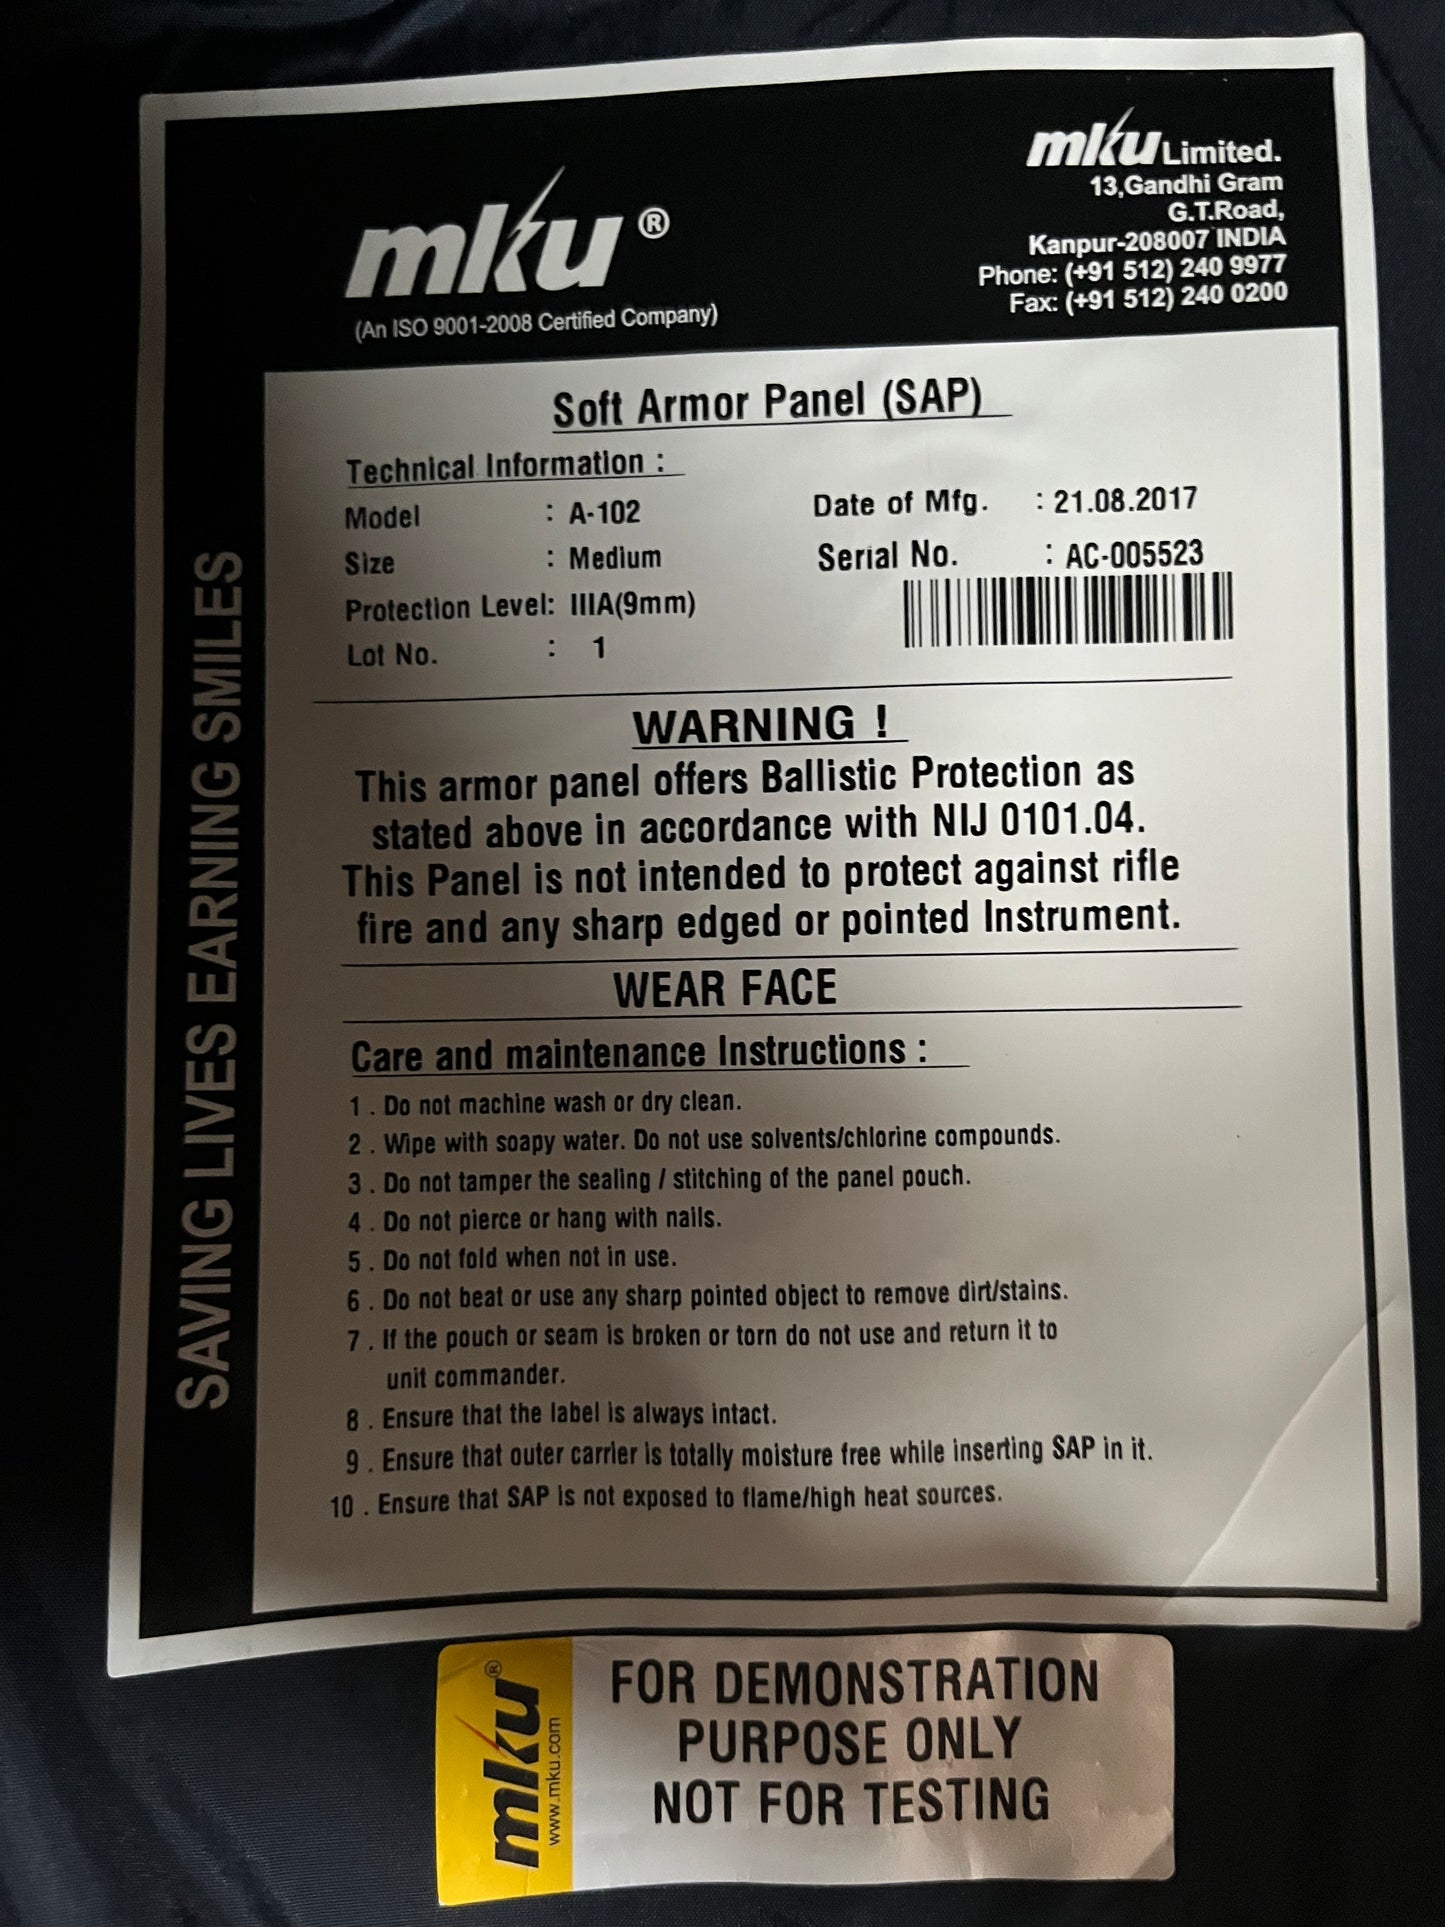 mku®
(An ISO 9001-2008 Certified Company)
mku Limited.
13,Gandhi Gram
G.T.Road,
Kanpur-208007 INDIA
Phone: (+91 512) 240 9977
Fax: (+91 512) 240 0200
SAVING LIVES EARNING SMILES
Soft Armor Panel (SAP)
Technical Information :
Model : A-102
Size : Medium
Protection Level: IIIA(9mm)
Lot No. : 1
Date of Mfg. : 21.08.2017
Serial No. : AC-005523
WARNING !
This armor panel offers Ballistic Protection as
stated above in accordance with NIJ 0101.04.
This Panel is not intended to protect against rifle
fire and any sharp edged or pointed Instrument.
WEAR FACE
Care and maintenance Instructions :
1 . Do not machine wash or dry clean.
2 . Wipe with soapy water. Do not use solvents/chlorine compounds.
3 . Do not tamper the sealing / stitching of the panel pouch.
4 . Do not pierce or hang with nails.
5 . Do not fold when not in use.
6 . Do not beat or use any sharp pointed object to remove dirt/stains.
7 . If the pouch or seam is broken or torn do not use and return it to
unit commander.
8 . Ensure that the label is always intact.
9 . Ensure that outer carrier is totally moisture free while inserting SAP in it.
10 . Ensure that SAP is not exposed to flame/high heat sources.
mku®
www.mku.com
FOR DEMONSTRATION
PURPOSE ONLY
NOT FOR TESTING